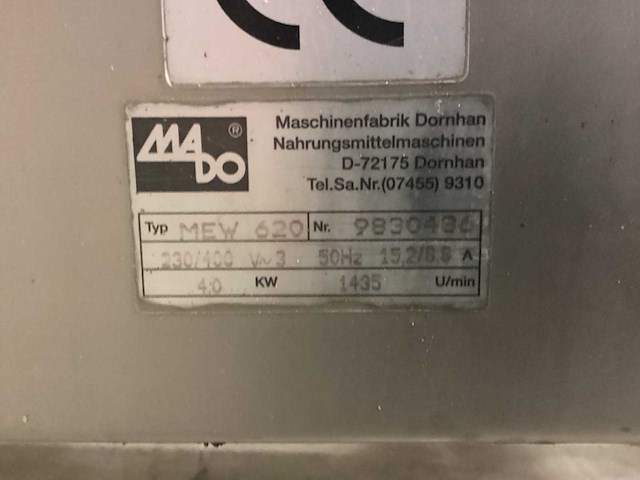 CE
MADO ®
Maschinenfabrik Dornhan
Nahrungsmittelmaschinen
D-72175 Dornhan
Tel.Sa.Nr.(07455) 9310
Typ MEW 620 Nr. 9830486
230/400 V~3 50Hz 15,2/8,8 A
4,0 KW 1435 U/min